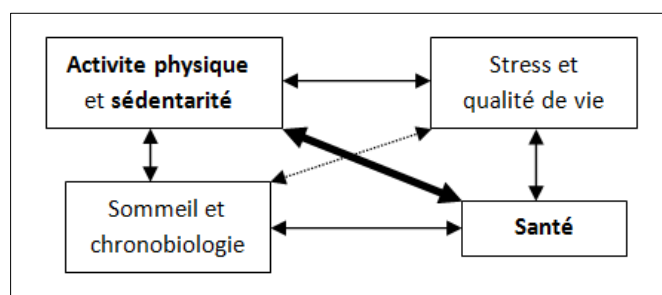 Activite physique
et sédentarité
Stress et
qualité de vie
Sommeil et
chronobiologie
Santé